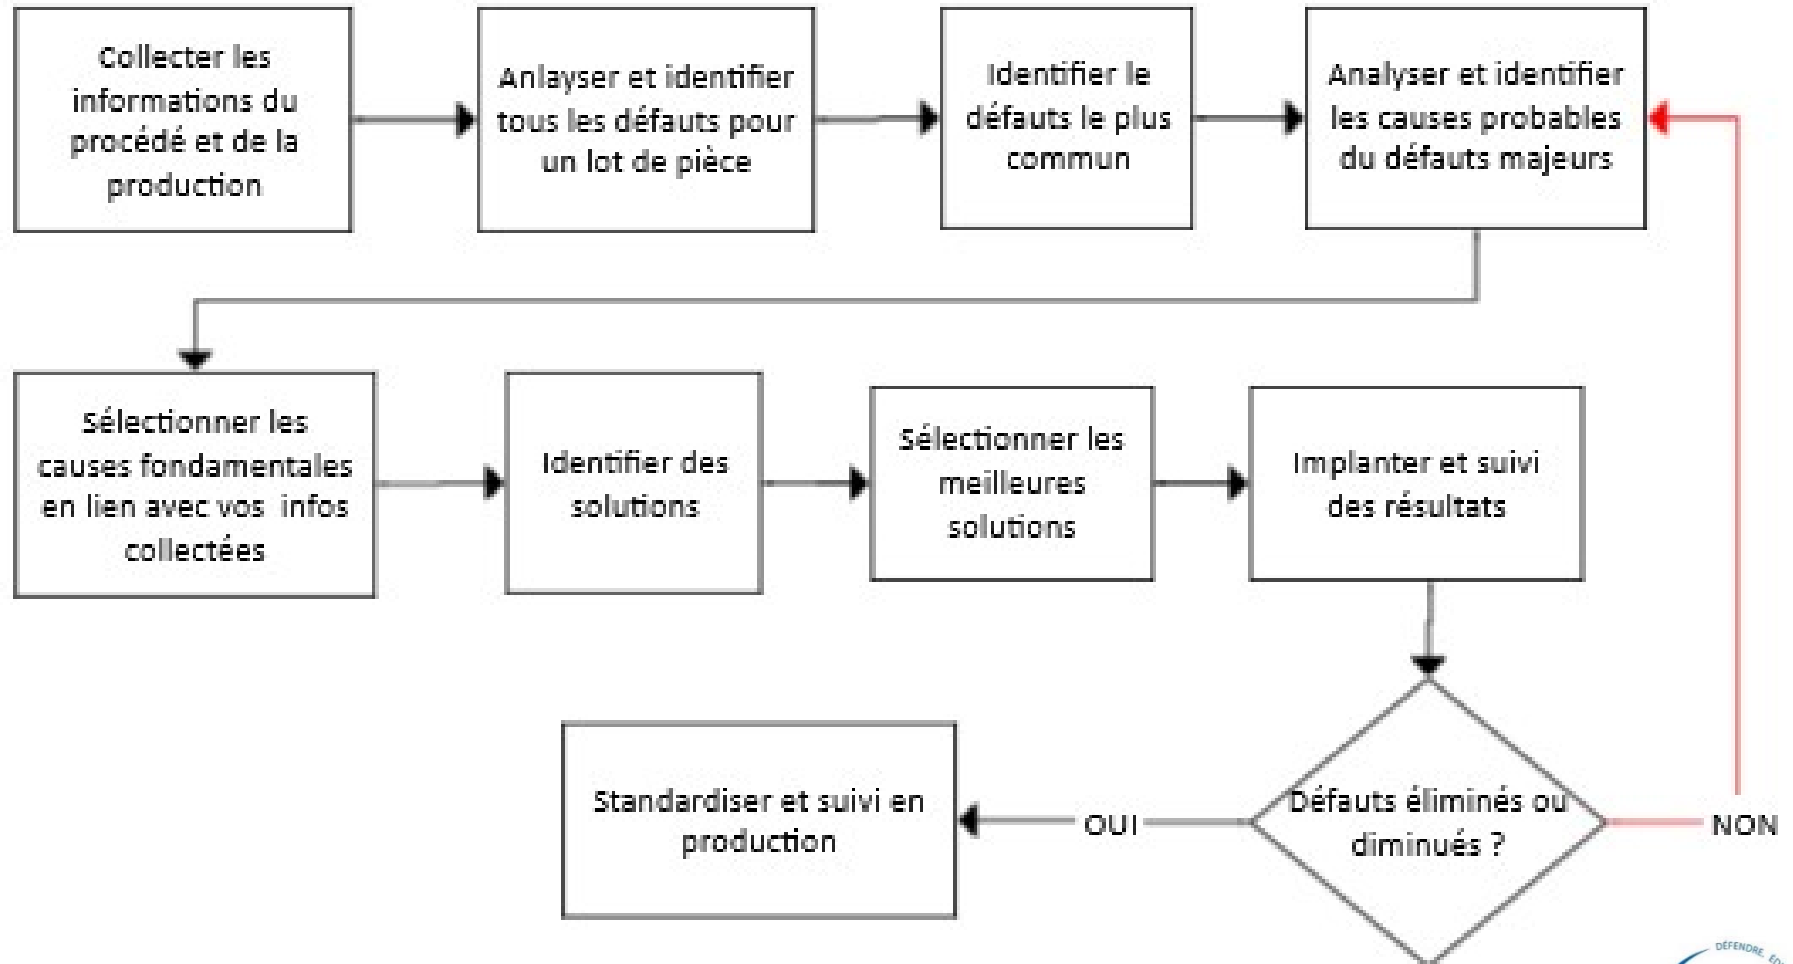 Collecter les
informations du
procédé et de la
production
Anlayser et identifier
tous les défauts pour
un lot de pièce
Identifier le
défauts le plus
commun
Analyser et identifier
les causes probables
du défauts majeurs
Sélectionner les
causes fondamentales
en lien avec vos infos
collectées
Identifier des
solutions
Sélectionner les
meilleures
solutions
Implanter et suivi
des résultats
Défauts éliminés ou
diminués ?
NON
OUI
Standardiser et suivi en
production
DÉFENDRE.